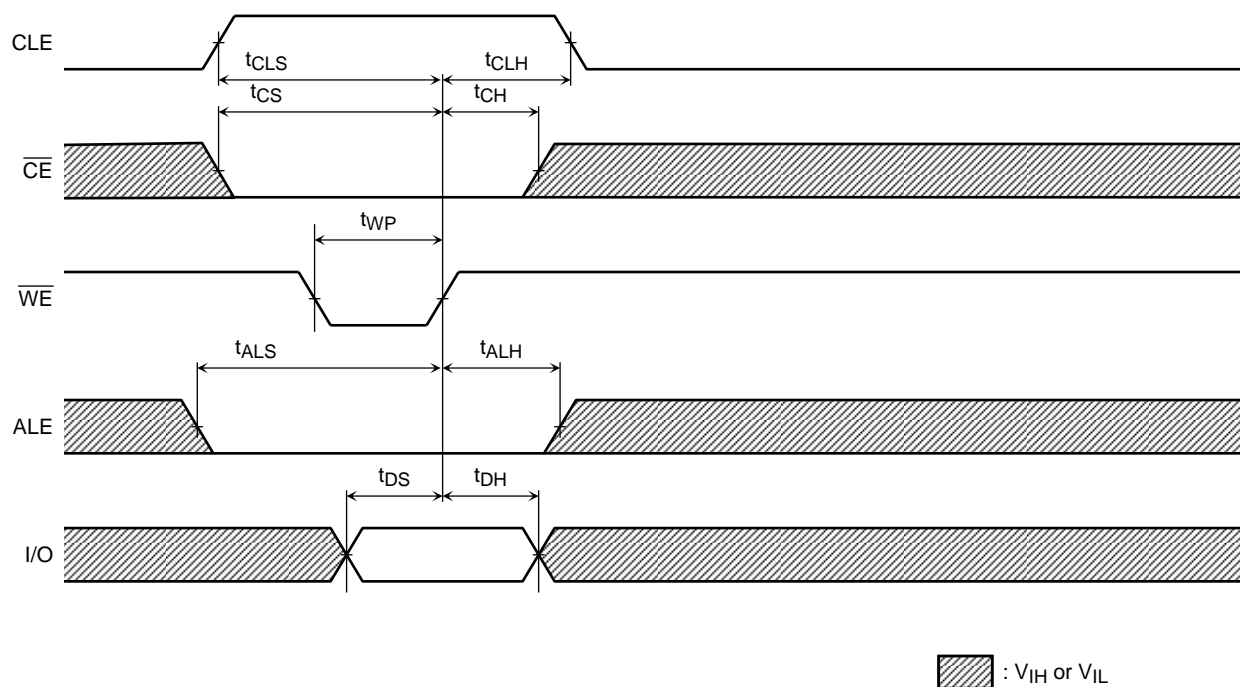 CLE
tCLS
tCLH
tCS
tCH
CE
tWP
WE
tALS
tALH
ALE
tDS
tDH
I/O
: VIH or VIL